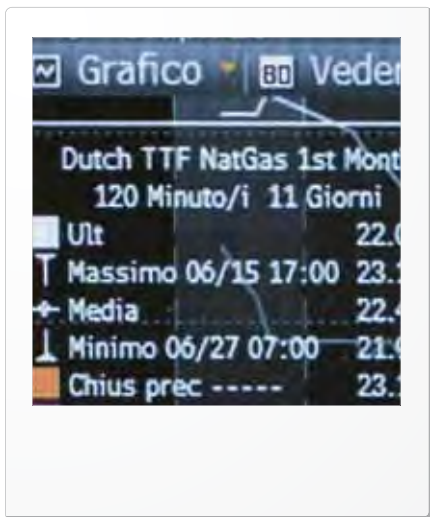 Grafico BD Veder
Dutch TTF NatGas 1st Mont
120 Minuto/i 11 Giorni
Ult 22.0
Massimo 06/15 17:00 23.1
Media 22.4
Minimo 06/27 07:00 21.9
Chius prec ----- 23.1